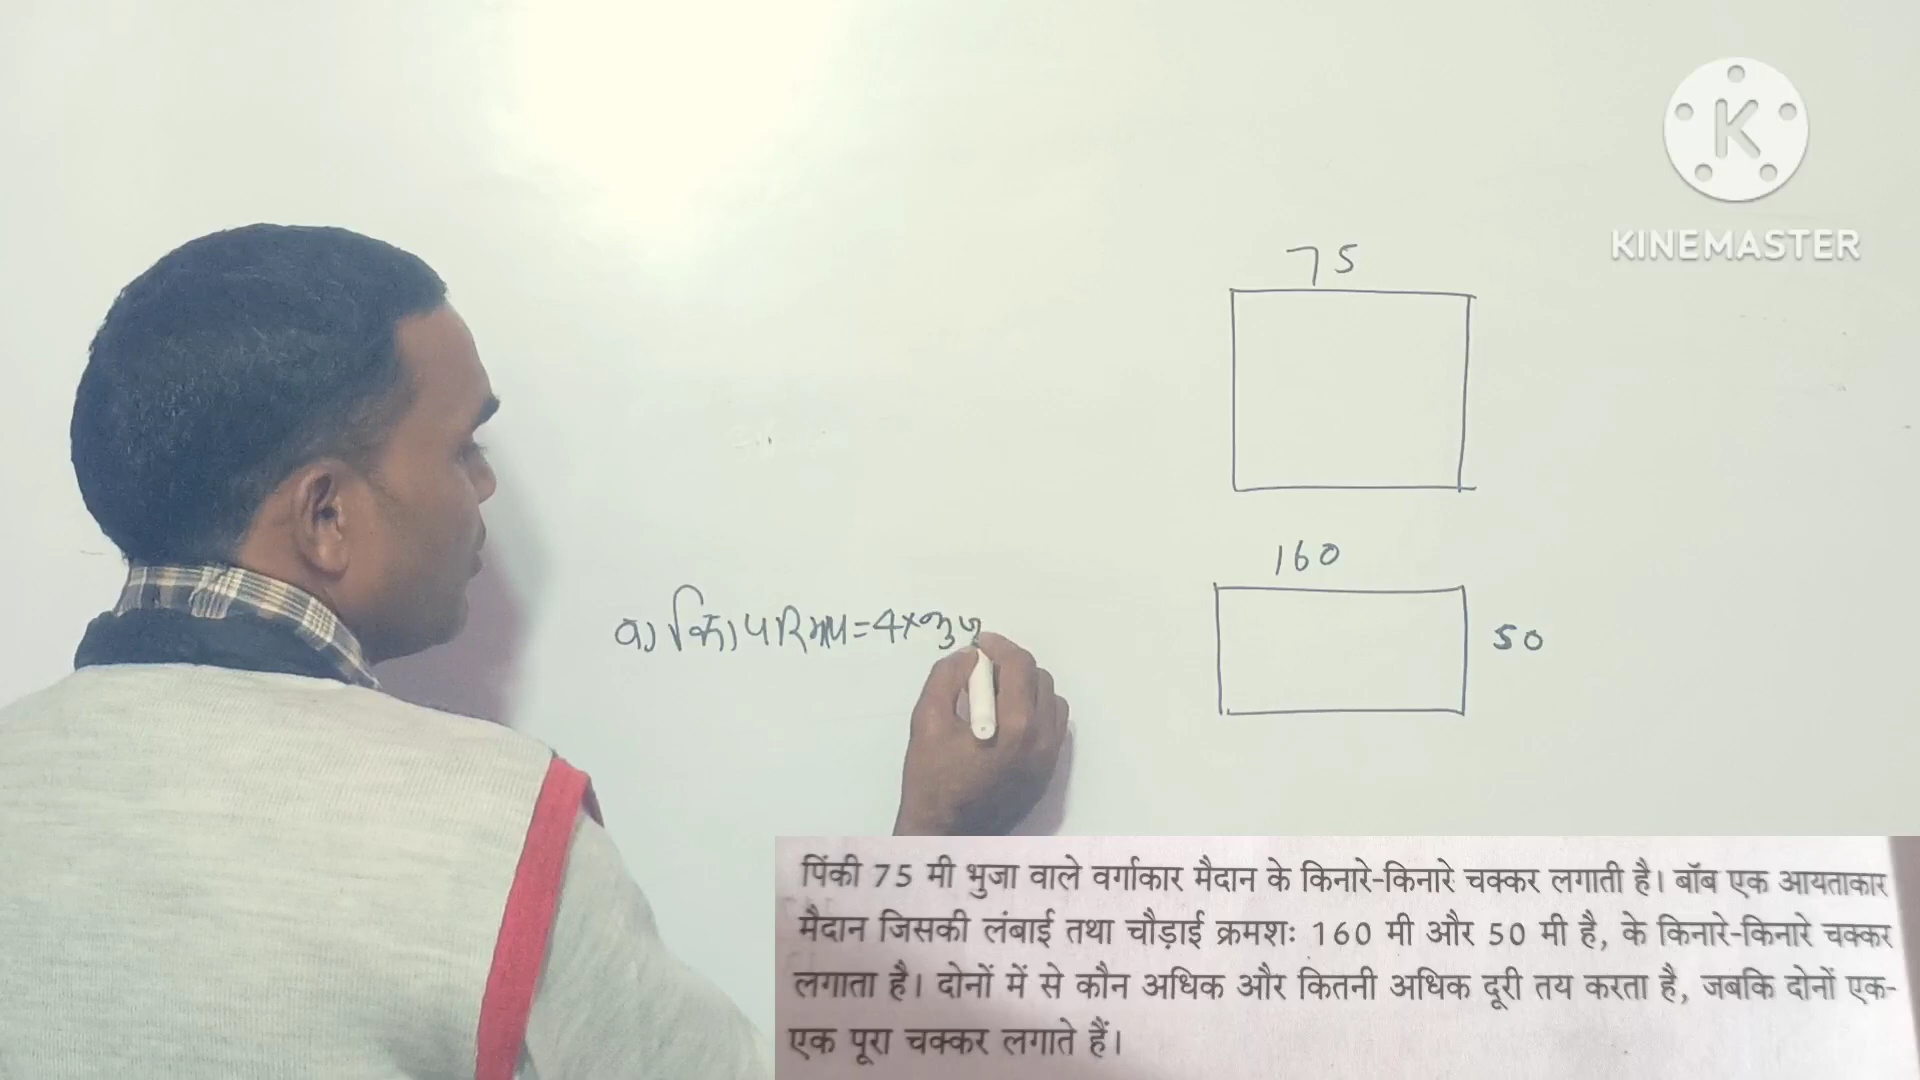 K
KINEMASTER
75
160
50
परिमाप=4×भुज
पिंकी 75 मी भुजा वाले वर्गाकार मैदान के किनारे-किनारे चक्कर लगाती है। बॉब एक आयताकार
मैदान जिसकी लंबाई तथा चौड़ाई क्रमशः 160 मी और 50 मी है, के किनारे-किनारे चक्कर
लगाता है। दोनों में से कौन अधिक और कितनी अधिक दूरी तय करता है, जबकि दोनों एक-
एक पूरा चक्कर लगाते हैं।